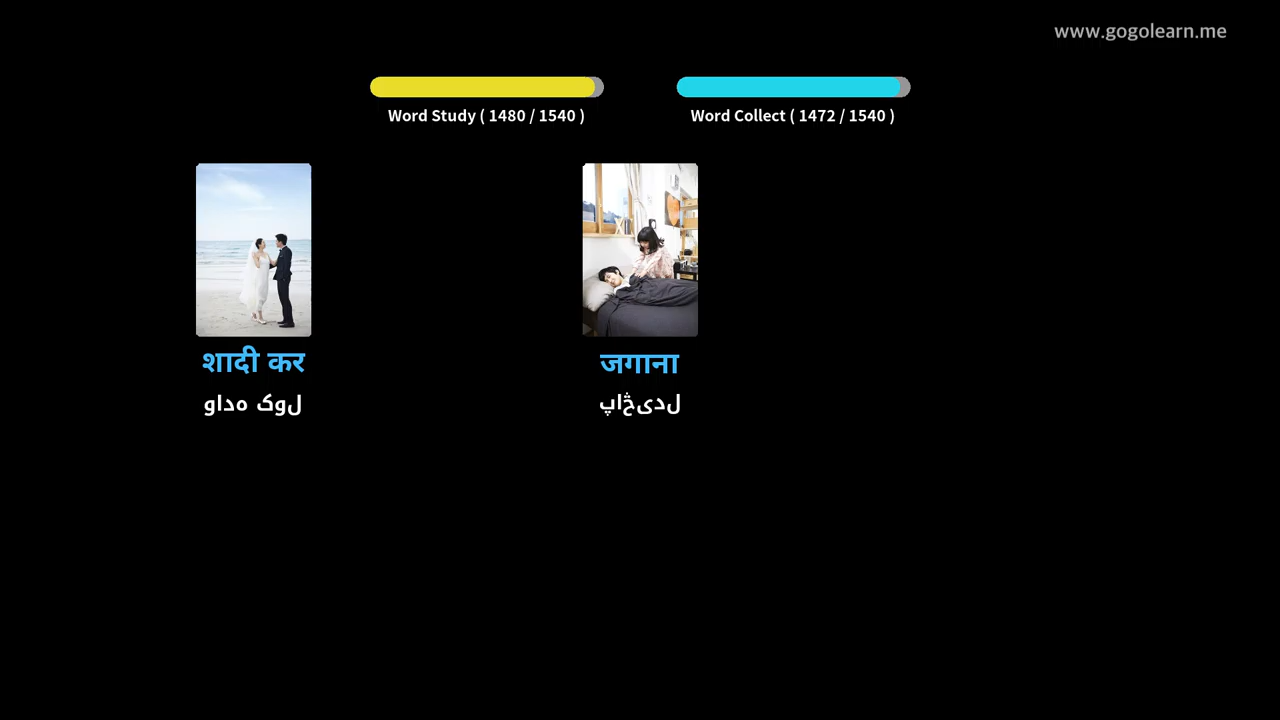 www.gogolearn.me
Word Study ( 1480 / 1540 )
Word Collect ( 1472 / 1540 )
शादी कर
जगाना
واده کول
پاڅیدل